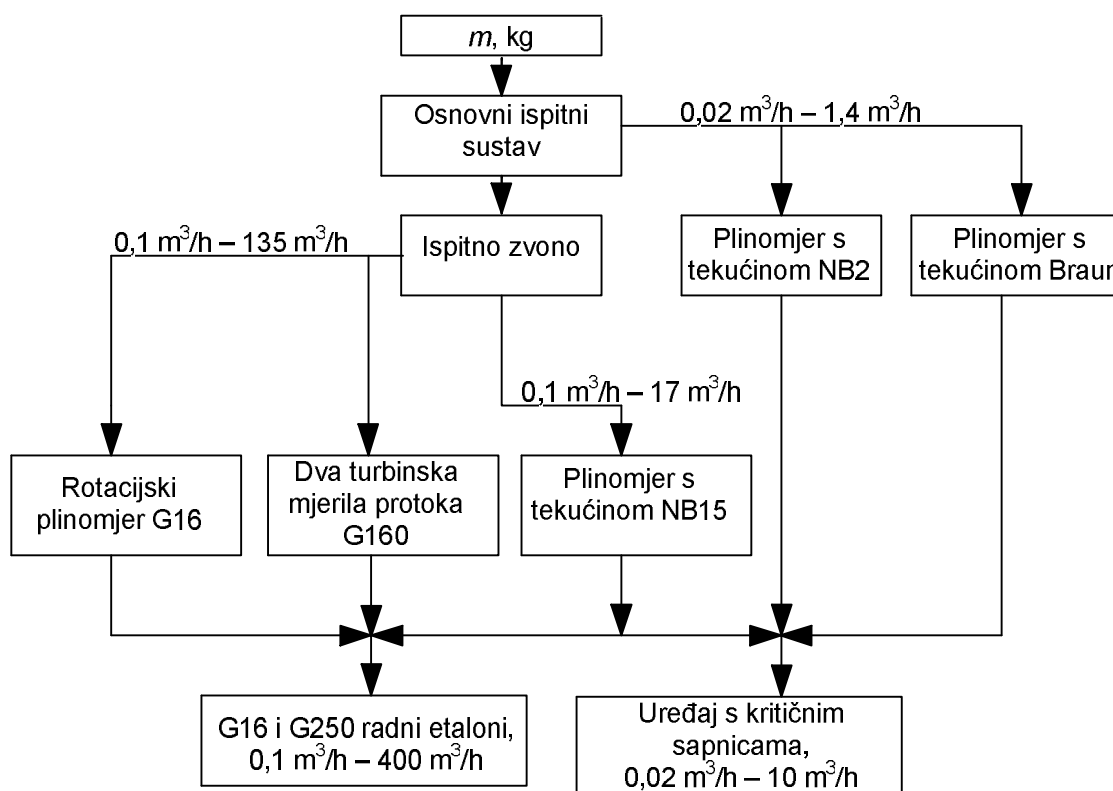 m, kg
Osnovni ispitni
sustav
0,02 m³/h – 1,4 m³/h
Ispitno zvono
Plinomjer s
tekućinom NB2
Plinomjer s
tekućinom Braun
0,1 m³/h – 135 m³/h
0,1 m³/h – 17 m³/h
Rotacijski
plinomjer G16
Dva turbinska
mjerila protoka
G160
Plinomjer s
tekućinom NB15
G16 i G250 radni etaloni,
0,1 m³/h – 400 m³/h
Uređaj s kritičnim
sapnicama,
0,02 m³/h – 10 m³/h